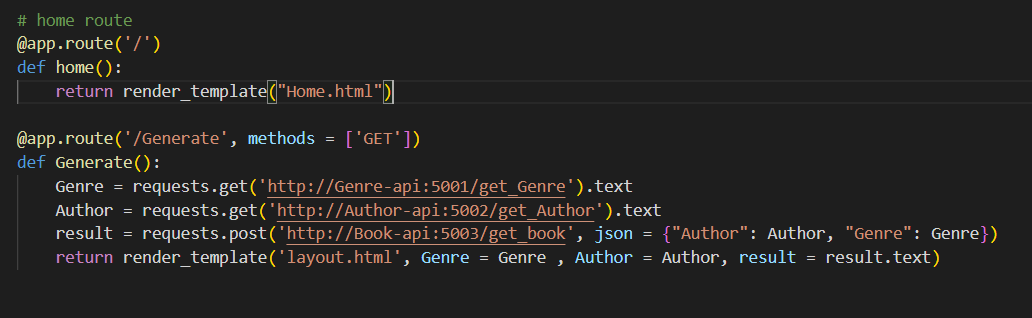 # home route
@app.route('/')
def home():
    return render_template("Home.html")
@app.route('/Generate', methods = ['GET'])
def Generate():
    Genre = requests.get('http://Genre-api:5001/get_Genre').text
    Author = requests.get('http://Author-api:5002/get_Author').text
    result = requests.post('http://Book-api:5003/get_book', json = {"Author": Author, "Genre": Genre})
    return render_template('layout.html', Genre = Genre , Author = Author, result = result.text)